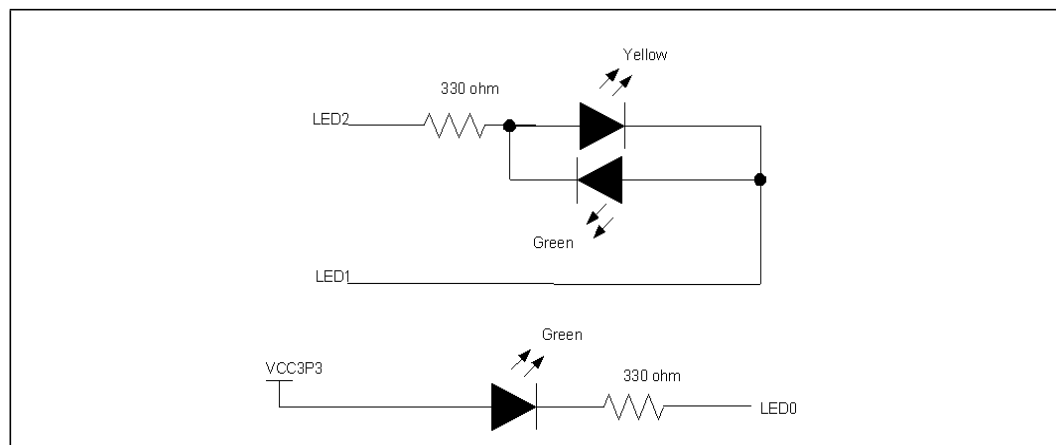 Yellow
330 ohm
LED2
Green
LED1
Green
VCC3P3
330 ohm
LED0